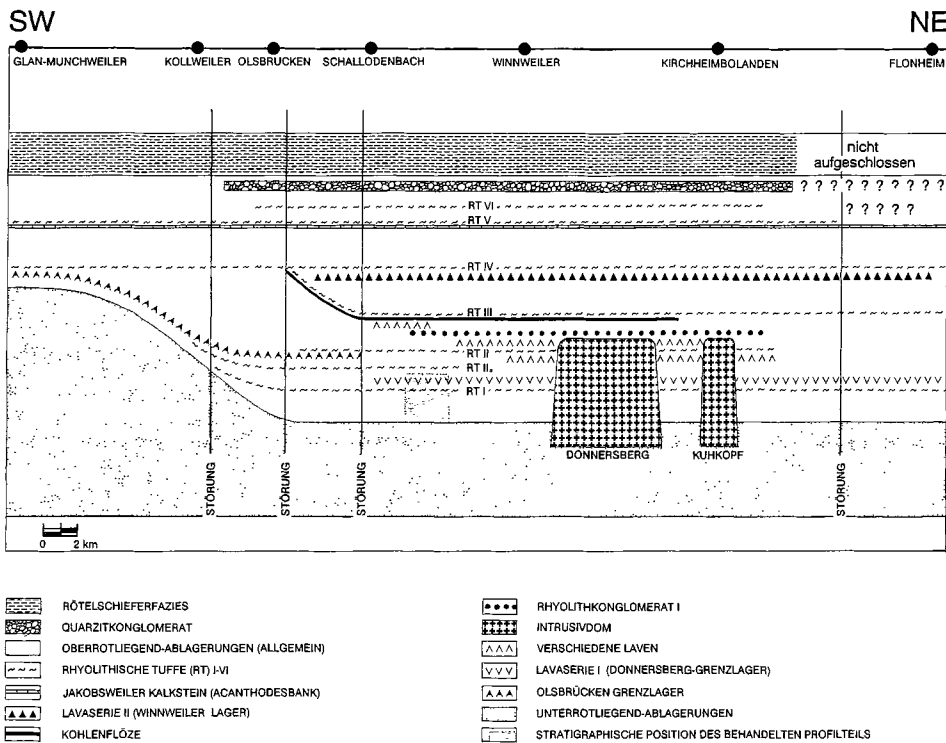 SW NE
GLAN-MUNCHWEILER KOLLWEILER OLSBRÜCKEN SCHALLODENBACH WINNWEILER KIRCHHEIMBOLANDEN FLONHEIM
nicht
aufgeschlossen
? ? ? ? ? ? ? ? ?
RT VI
? ? ? ? ?
RT V
RT IV
RT III
RT II
RT IIa
RT I
DONNERSBERG KUHKOPF
STÖRUNG STÖRUNG STÖRUNG STÖRUNG
0 2 km
RÖTELSCHIEFERFAZIES
QUARZITKONGLOMERAT
OBERROTLIEGEND-ABLAGERUNGEN (ALLGEMEIN)
RHYOLITHISCHE TUFFE (RT) I-VI
JAKOBSWEILER KALKSTEIN (ACANTHODESBANK)
LAVASERIE II (WINNWEILER LAGER)
KOHLENFLÖZE
RHYOLITHKONGLOMERAT I
INTRUSIVDOM
VERSCHIEDENE LAVEN
LAVASERIE I (DONNERSBERG-GRENZLAGER)
OLSBRÜCKEN GRENZLAGER
UNTERROTLIEGEND-ABLAGERUNGEN
STRATIGRAPHISCHE POSITION DES BEHANDELTEN PROFILTEILS